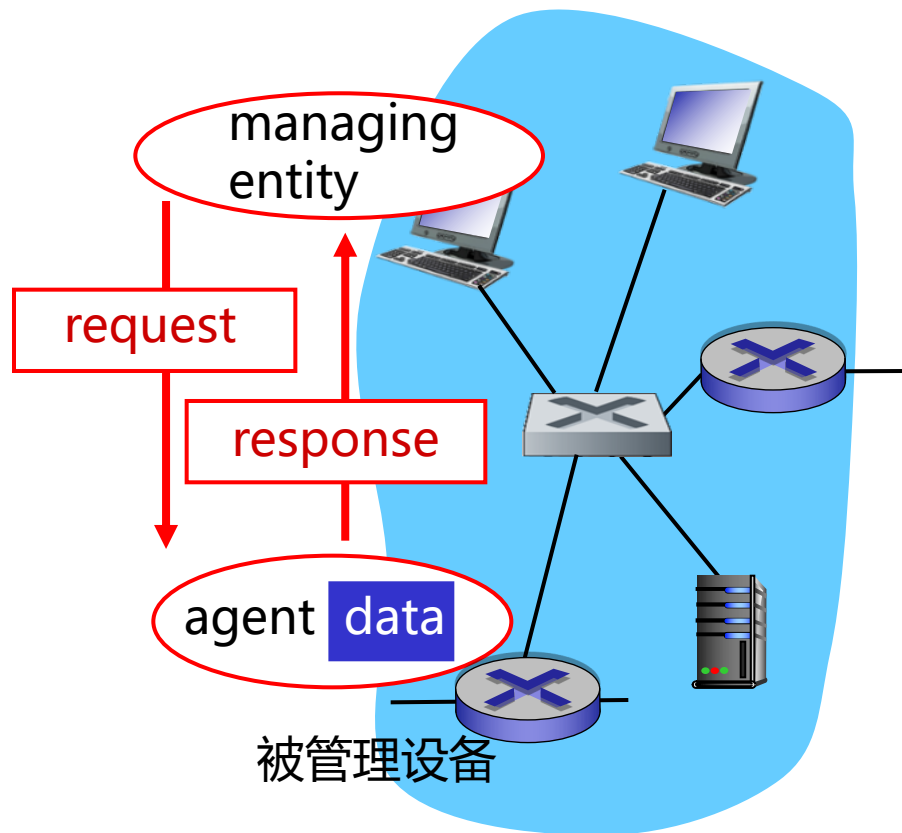 managing
entity
request
response
agent data
被管理设备